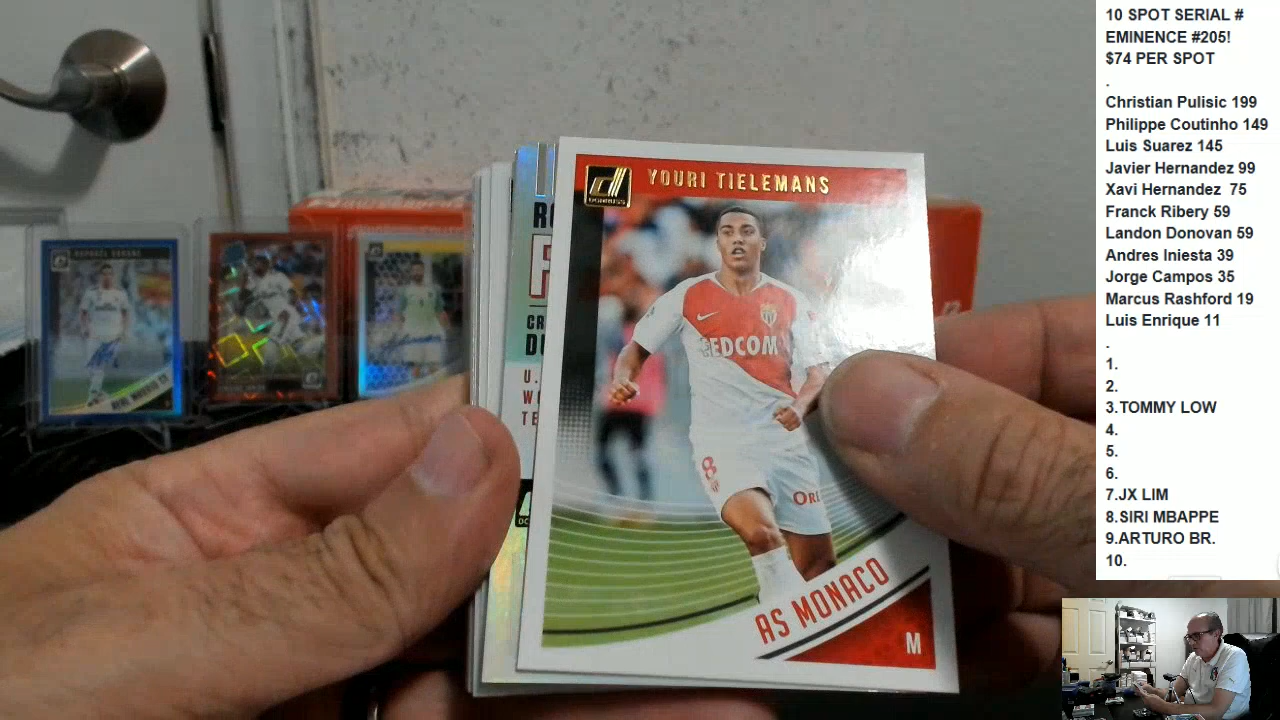 10 SPOT SERIAL #
EMINENCE #205!
$74 PER SPOT
.
Christian Pulisic 199
Philippe Coutinho 149
Luis Suarez 145
Javier Hernandez 99
Xavi Hernandez 75
Franck Ribery 59
Landon Donovan 59
Andres Iniesta 39
Jorge Campos 35
Marcus Rashford 19
Luis Enrique 11
.
1.
2.
3.TOMMY LOW
4.
5.
6.
7.JX LIM
8.SIRI MBAPPE
9.ARTURO BR.
10.
YOURI TIELEMANS
DONRUSS
FEDCOM
8
AS MONACO
M